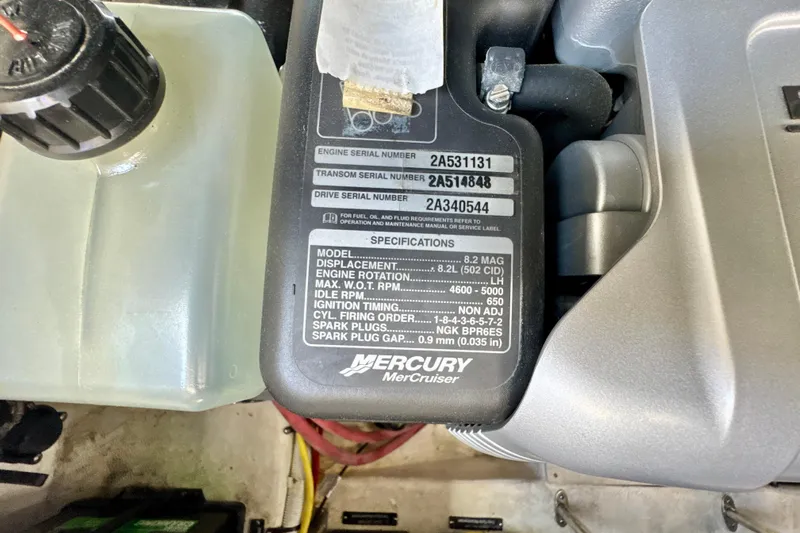 ENGINE SERIAL NUMBER 2A531131
TRANSOM SERIAL NUMBER 2A514848
DRIVE SERIAL NUMBER 2A340544
FOR FUEL, OIL, AND FLUID REQUIREMENTS REFER TO
OPERATION AND MAINTENANCE MANUAL OR SERVICE LABEL.
SPECIFICATIONS
MODEL........................8.2 MAG
DISPLACEMENT.......... 8.2L (502 CID)
ENGINE ROTATION........................LH
MAX. W.O.T. RPM............4600 - 5000
IDLE RPM........................650
IGNITION TIMING............NON ADJ
CYL. FIRING ORDER......1-8-4-3-6-5-7-2
SPARK PLUGS............NGK BPR6ES
SPARK PLUG GAP.... 0.9 mm (0.035 in)
MERCURY
MerCruiser